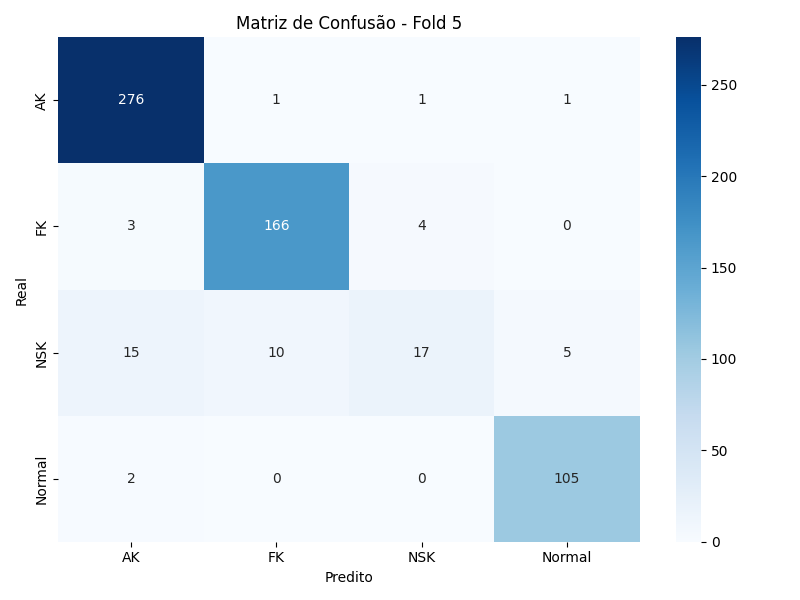 Matriz de Confusão - Fold 5
AK 276 1 1 1
FK 3 166 4 0
NSK 15 10 17 5
Normal 2 0 0 105
AK FK NSK Normal
Real
Predito
250
200
150
100
50
0